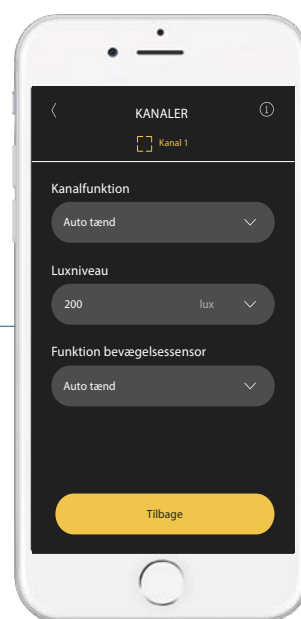 KANALER
Kanal 1
Kanalfunktion
Auto tænd
Luxniveau
200 lux
Funktion bevægelsessensor
Auto tænd
Tilbage